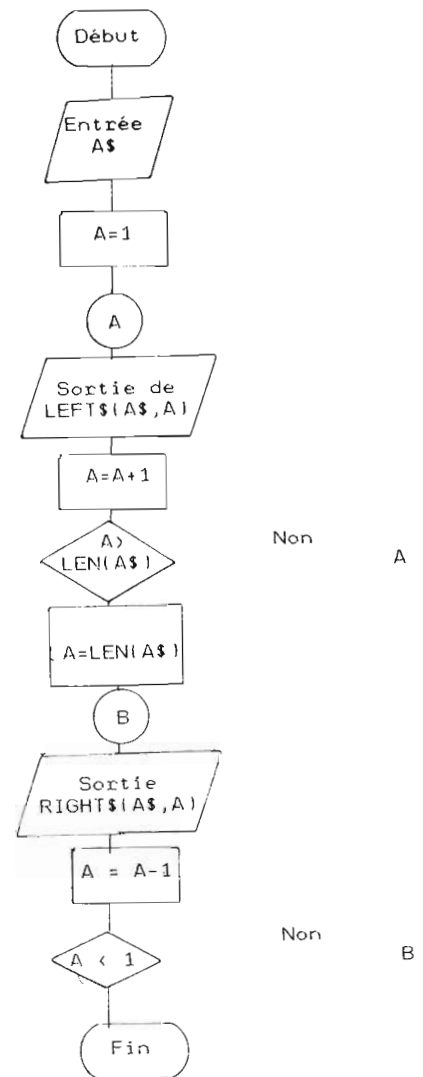 Début
Entrée
A$
A=1
A
Sortie de
LEFT$(A$,A)
A=A+1
A>
LEN(A$)
Non
A
A=LEN(A$)
B
Sortie
RIGHT$(A$,A)
A = A-1
A < 1
Non
B
Fin